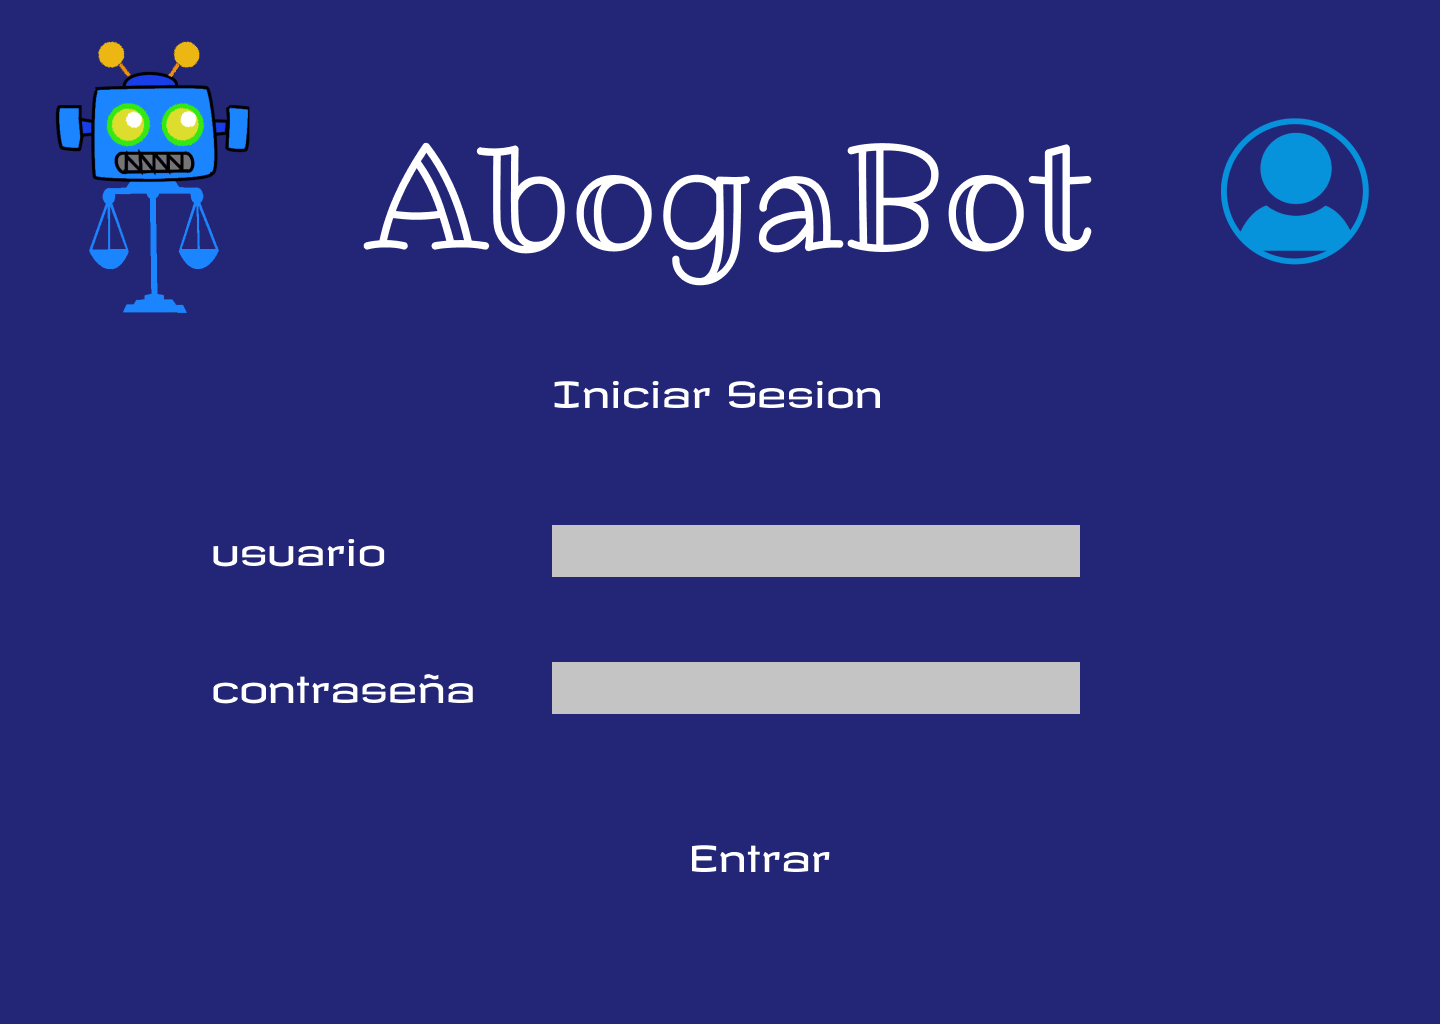 AbogaBot
Iniciar Sesion
usuario
contraseña
Entrar